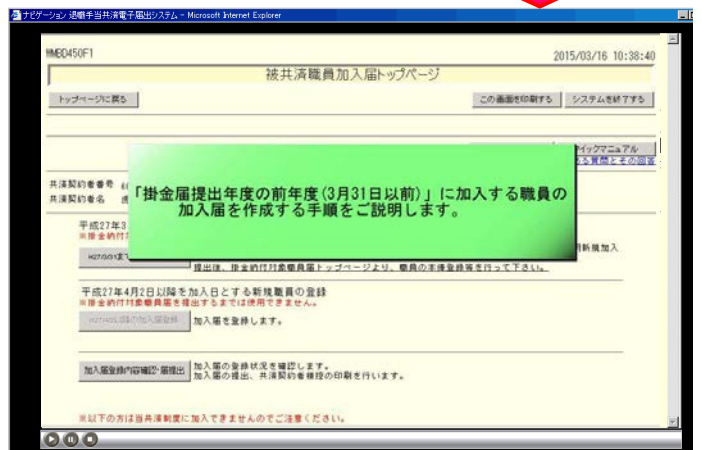 ナビゲーション 退職手当共済電子届出システム - Microsoft Internet Explorer
HMED450F1
2015/03/16 10:38:40
被共済職員加入届トップページ
トップページに戻る
この画面を印刷する
システムを終了する
イックマニュアル
る質問とその回答
共済契約者番号
共済契約者名
「掛金届提出年度の前年度(3月31日以前)」に加入する職員の
加入届を作成する手順をご説明します。
平成27年3
※掛金納付
用新規加入
提出後、掛金納付対象職員届トップページより、職員の本俸登録等を行って下さい。
平成27年4月2日以降を加入日とする新規職員の登録
※掛金納付対象職員届を提出するまでは使用できません。
加入届を登録します。
加入届登録内容確認・届提出
加入届の登録状況を確認します。
加入届の提出、共済契約者様控の印刷を行います。
※以下の方は当共済制度に加入できませんのでご注意ください。